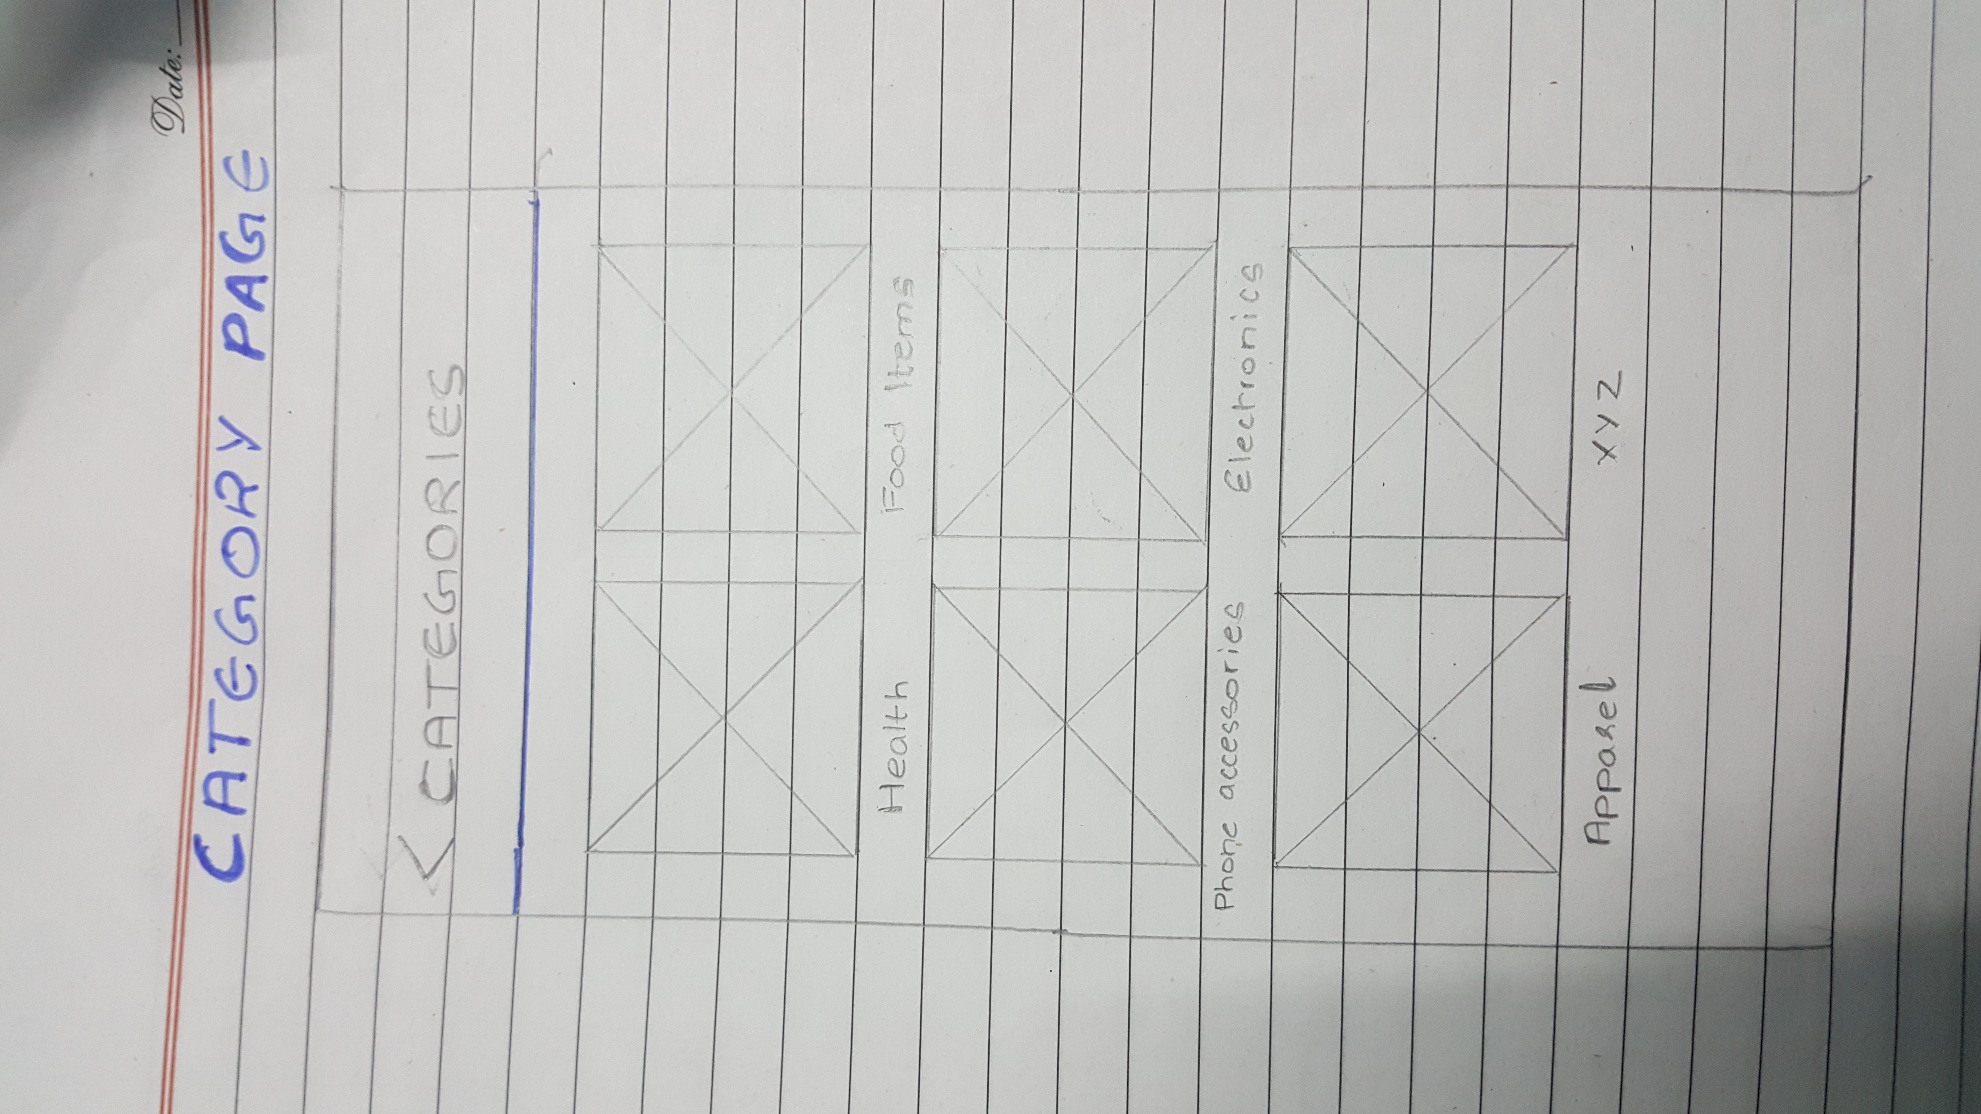 Date:
CATEGORY PAGE
< CATEGORIES
Health Food Items
Phone accessories Electronics
Apparel XYZ